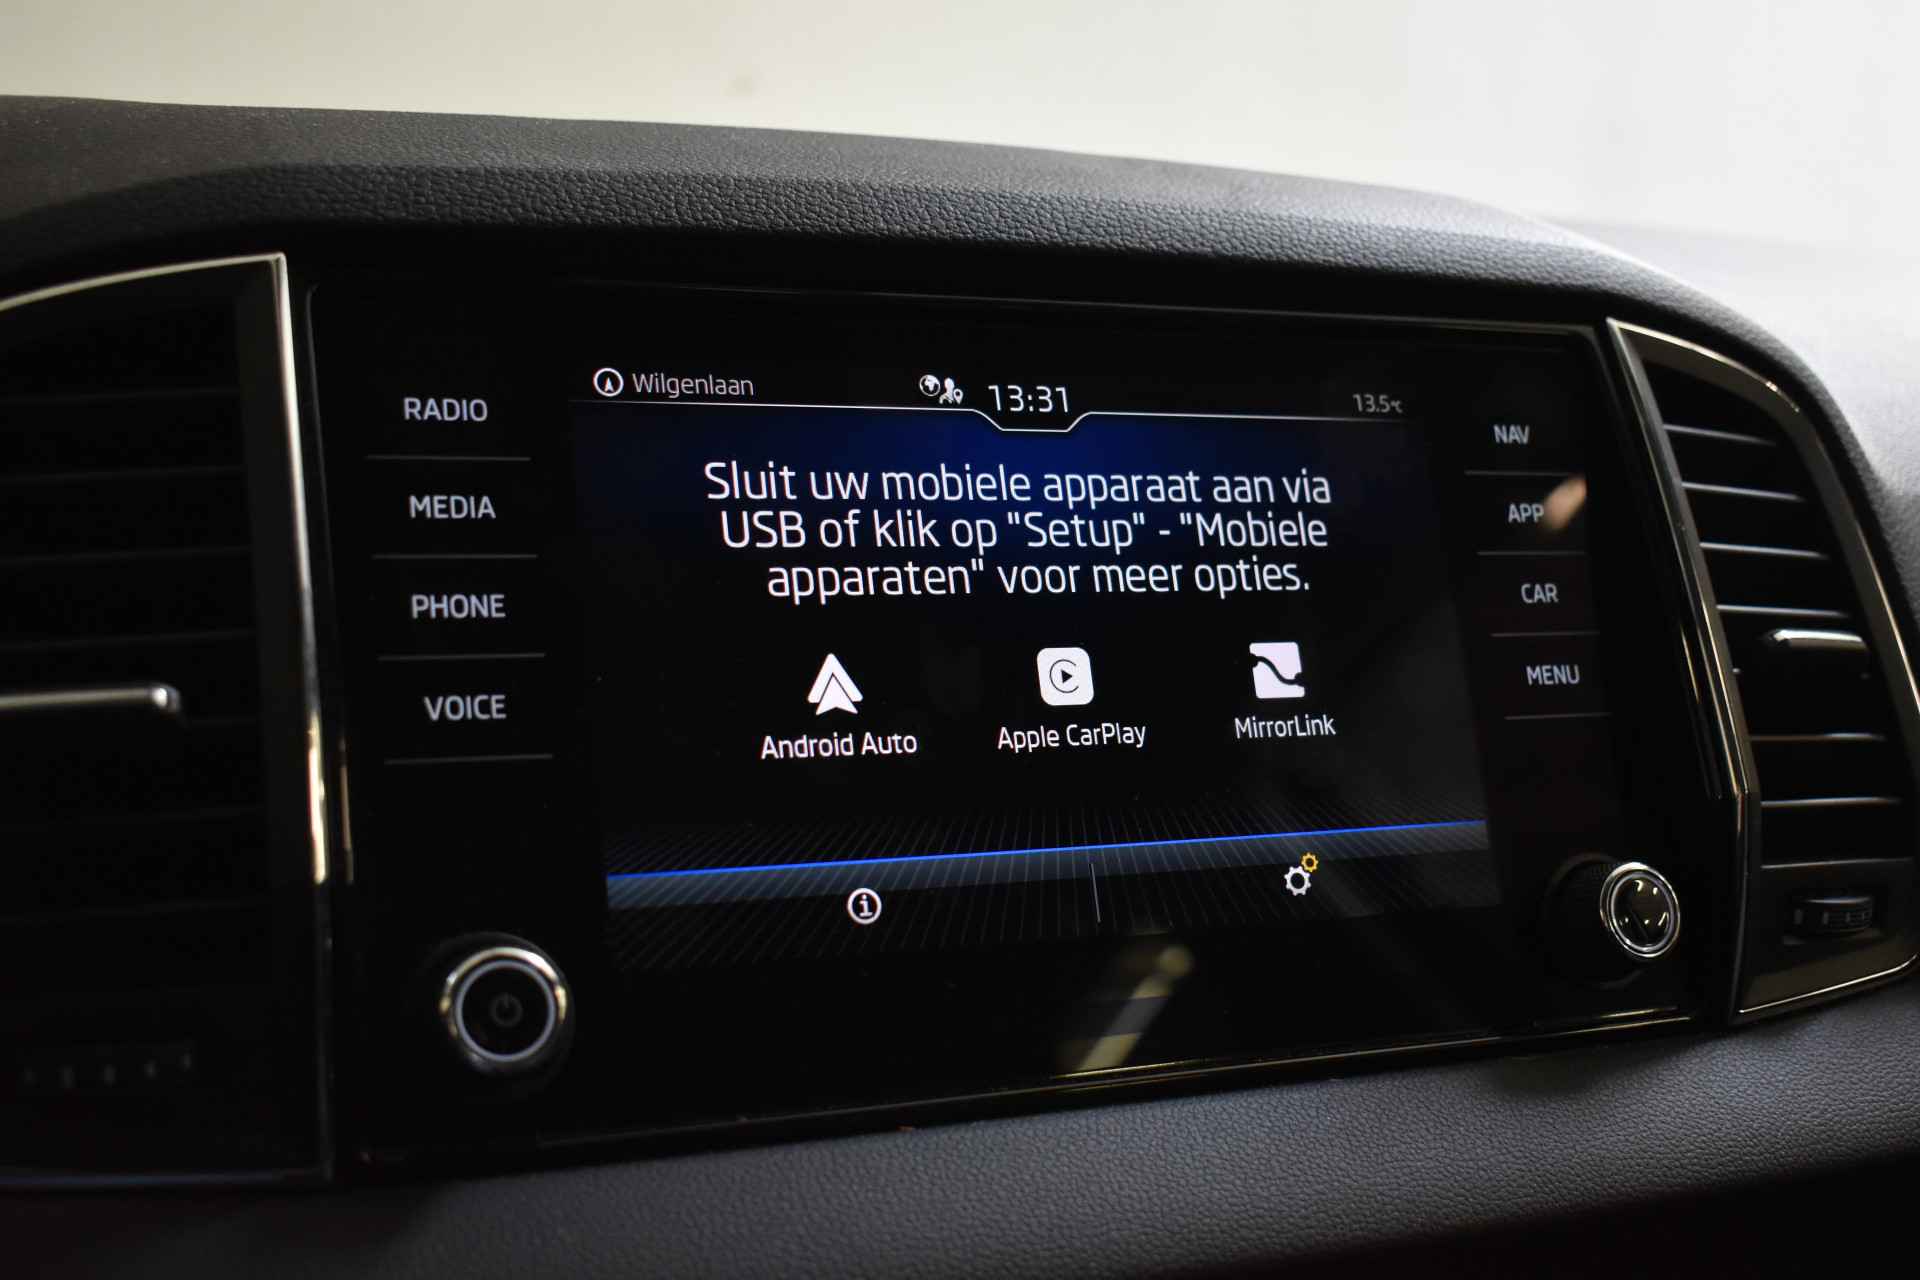 Wilgenlaan
13:31
13.5°C
RADIO
MEDIA
PHONE
VOICE
Sluit uw mobiele apparaat aan via
USB of klik op "Setup" - "Mobiele
apparaten" voor meer opties.
Android Auto
Apple CarPlay
MirrorLink
NAV
APP
CAR
MENU